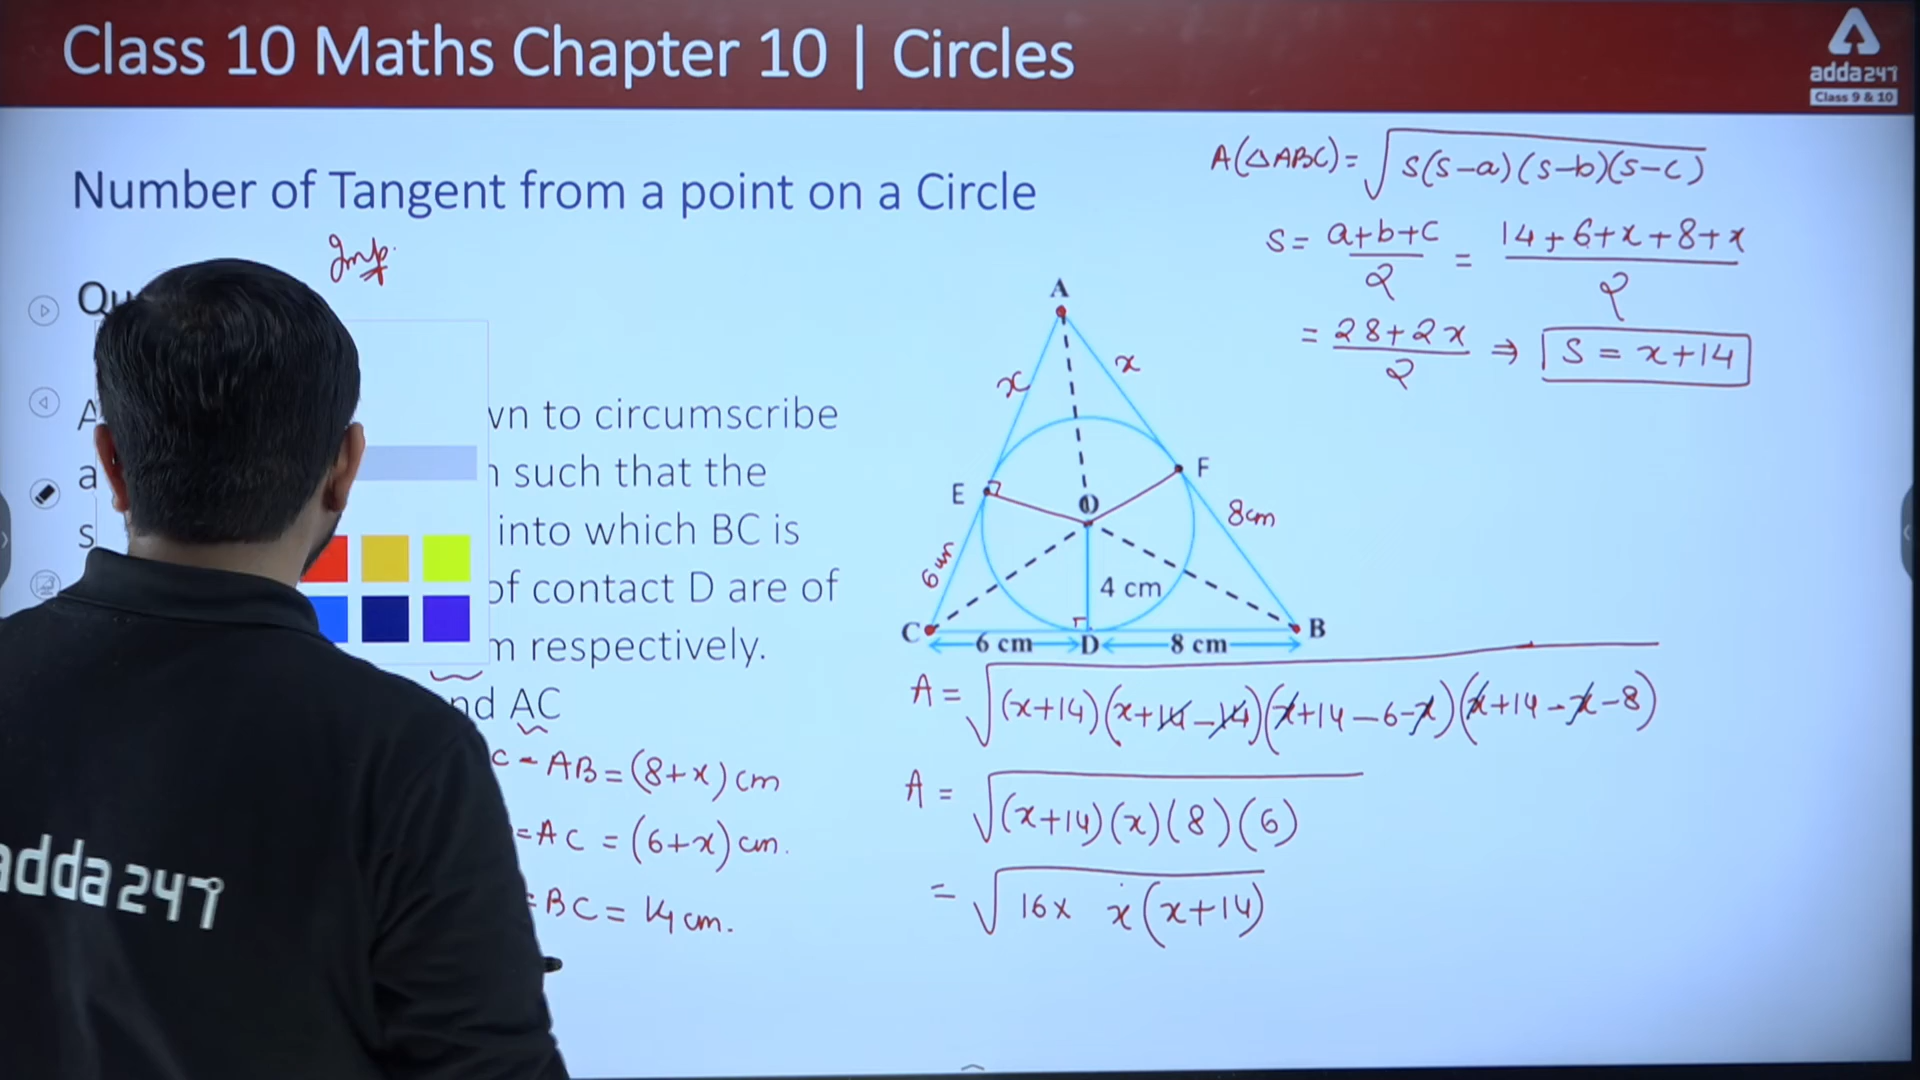 Class 10 Maths Chapter 10 | Circles
adda247
Class 9 & 10
Number of Tangent from a point on a Circle
Imp.
A(△ABC) = √s(s-a)(s-b)(s-c)
s = a+b+c/2 = 14+6+x+8+x/2
= 28+2x/2 ⇒ S = x+14
to circumscribe
such that the
into which BC is
of contact D are of
respectively.
AC
AB = (8+x) cm
= AC = (6+x) cm.
= BC = 14 cm.
A
x
x
E
F
O
8cm
6cm
4 cm
C
6 cm
D
8 cm
B
A = √(x+14)(x+14-14)(x+14-6-x)(x+14-x-8)
A = √(x+14)(x)(8)(6)
= √16x x(x+14)
adda247